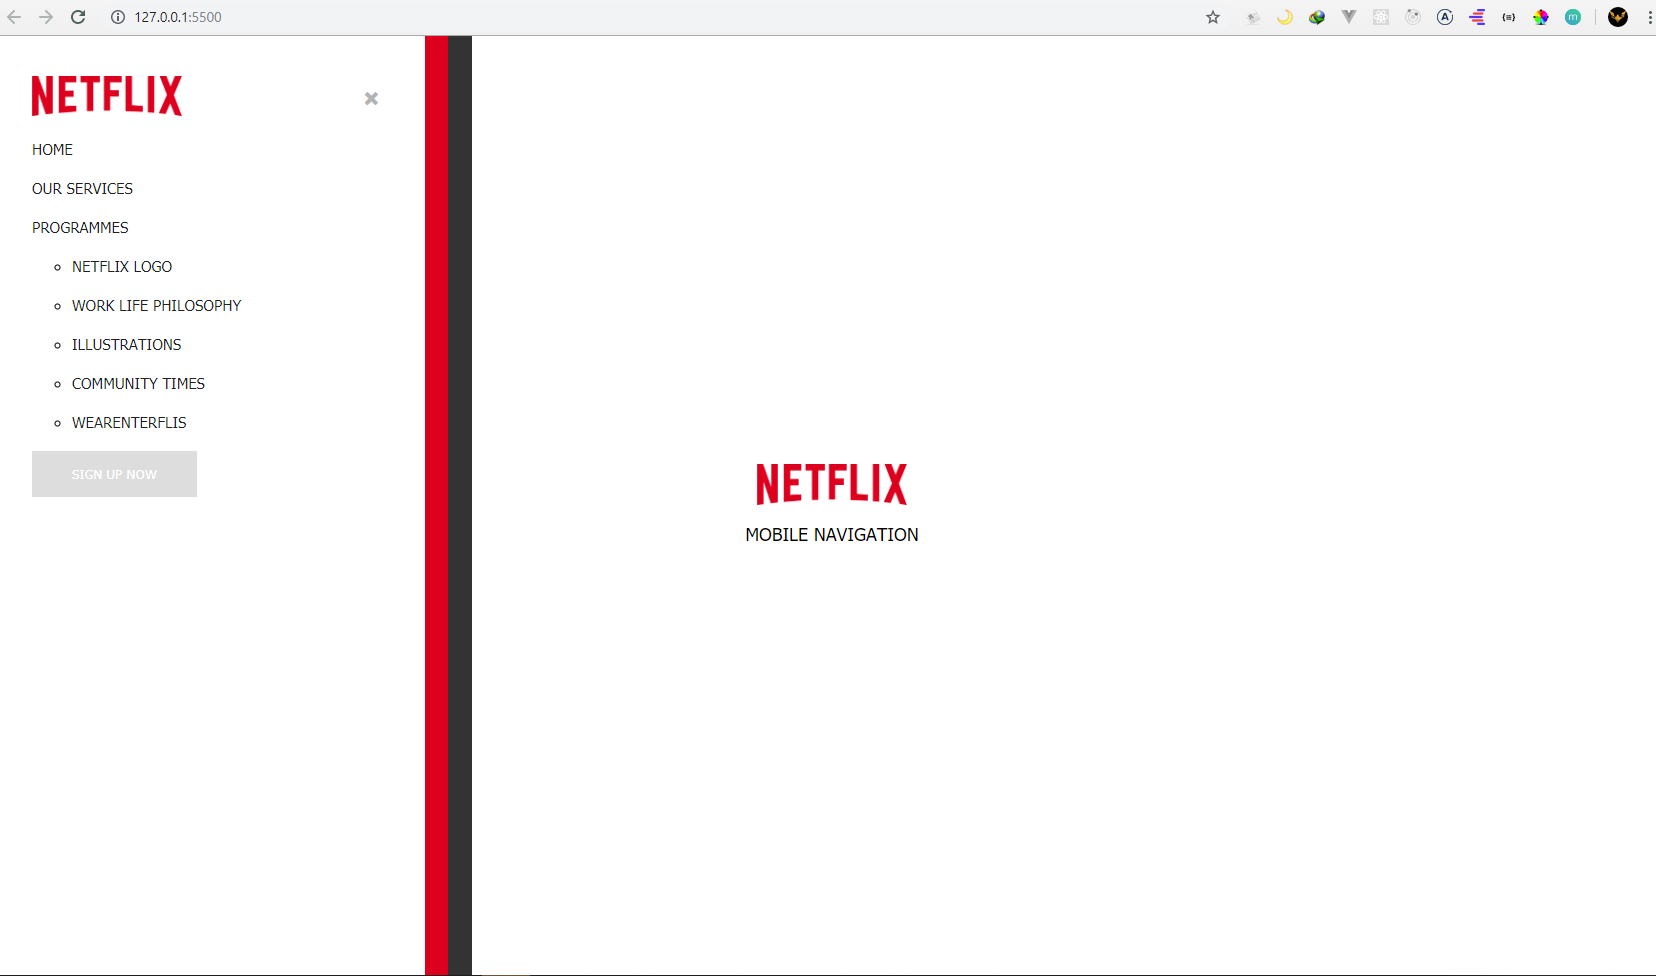 127.0.0.1:5500
NETFLIX
HOME
OUR SERVICES
PROGRAMMES
NETFLIX LOGO
WORK LIFE PHILOSOPHY
ILLUSTRATIONS
COMMUNITY TIMES
WEARENTERFLIS
SIGN UP NOW
NETFLIX
MOBILE NAVIGATION